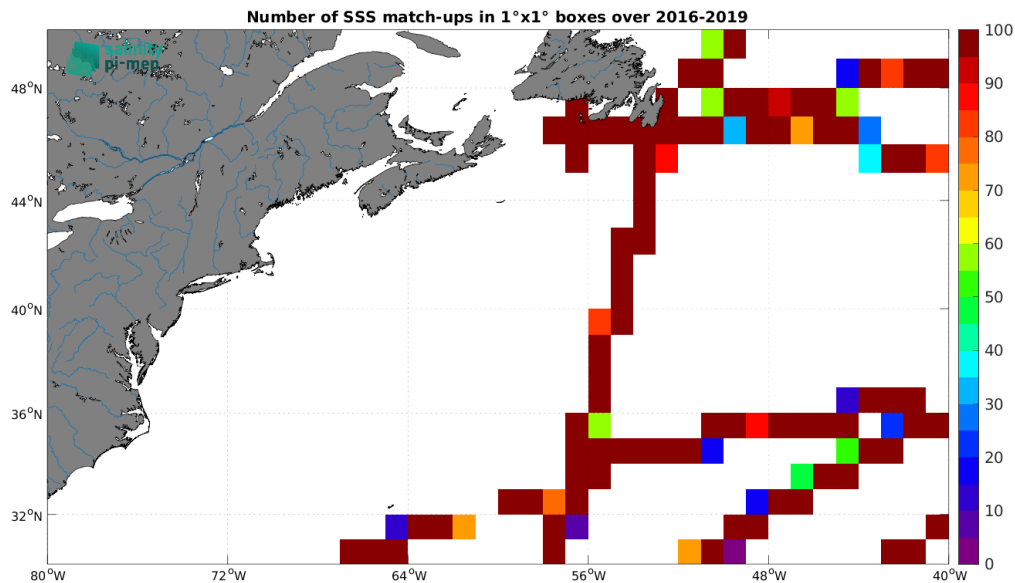 Number of SSS match-ups in 1°x1° boxes over 2016-2019
salinity
pi-mep
48°N
44°N
40°N
36°N
32°N
80°W 72°W 64°W 56°W 48°W 40°W
100
90
80
70
60
50
40
30
20
10
0